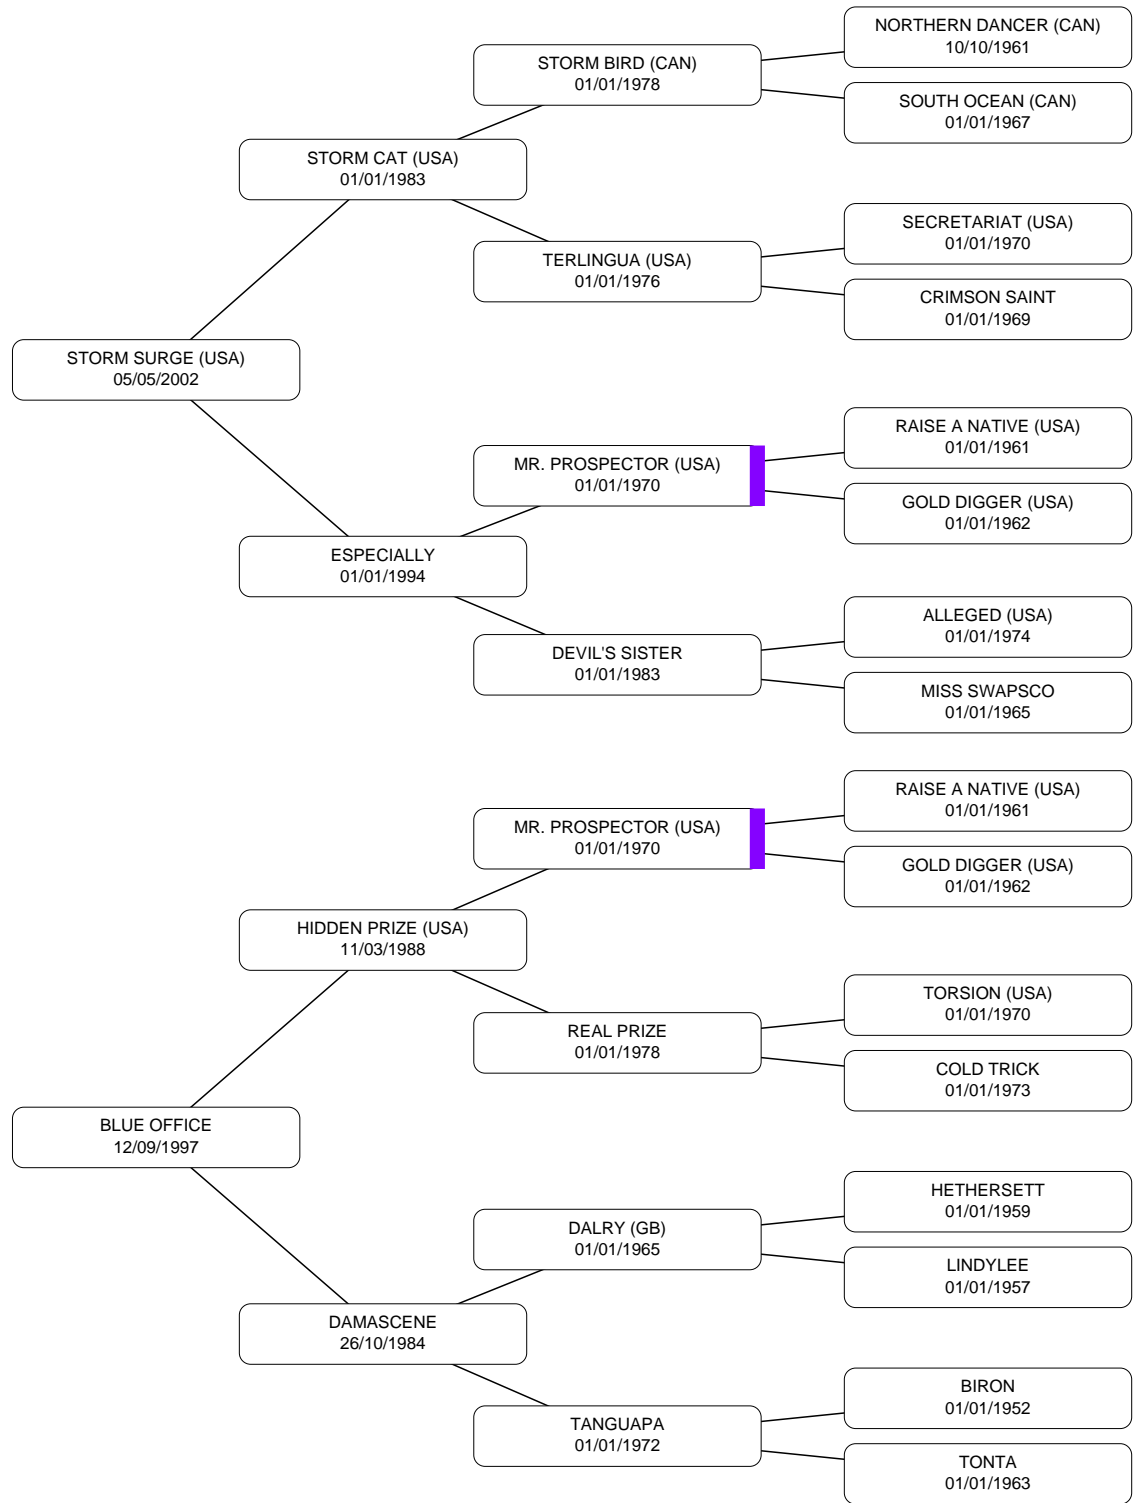 NORTHERN DANCER (CAN)
10/10/1961
STORM BIRD (CAN)
01/01/1978
SOUTH OCEAN (CAN)
01/01/1967
STORM CAT (USA)
01/01/1983
SECRETARIAT (USA)
01/01/1970
TERLINGUA (USA)
01/01/1976
CRIMSON SAINT
01/01/1969
STORM SURGE (USA)
05/05/2002
RAISE A NATIVE (USA)
01/01/1961
MR. PROSPECTOR (USA)
01/01/1970
GOLD DIGGER (USA)
01/01/1962
ESPECIALLY
01/01/1994
ALLEGED (USA)
01/01/1974
DEVIL'S SISTER
01/01/1983
MISS SWAPSCO
01/01/1965
RAISE A NATIVE (USA)
01/01/1961
MR. PROSPECTOR (USA)
01/01/1970
GOLD DIGGER (USA)
01/01/1962
HIDDEN PRIZE (USA)
11/03/1988
TORSION (USA)
01/01/1970
REAL PRIZE
01/01/1978
COLD TRICK
01/01/1973
BLUE OFFICE
12/09/1997
HETHERSETT
01/01/1959
DALRY (GB)
01/01/1965
LINDYLEE
01/01/1957
DAMASCENE
26/10/1984
BIRON
01/01/1952
TANGUAPA
01/01/1972
TONTA
01/01/1963